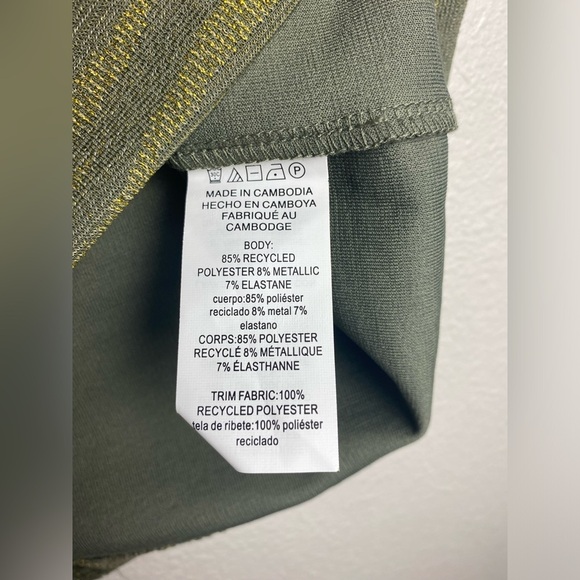 MADE IN CAMBODIA
HECHO EN CAMBOYA
FABRIQUÉ AU
CAMBODGE
BODY:
85% RECYCLED
POLYESTER 8% METALLIC
7% ELASTANE
cuerpo:85% poliéster
reciclado 8% metal 7%
elastano
CORPS:85% POLYESTER
RECYCLÉ 8% MÉTALLIQUE
7% ÉLASTHANNE
TRIM FABRIC:100%
RECYCLED POLYESTER
tela de ribete:100% poliéster
reciclado